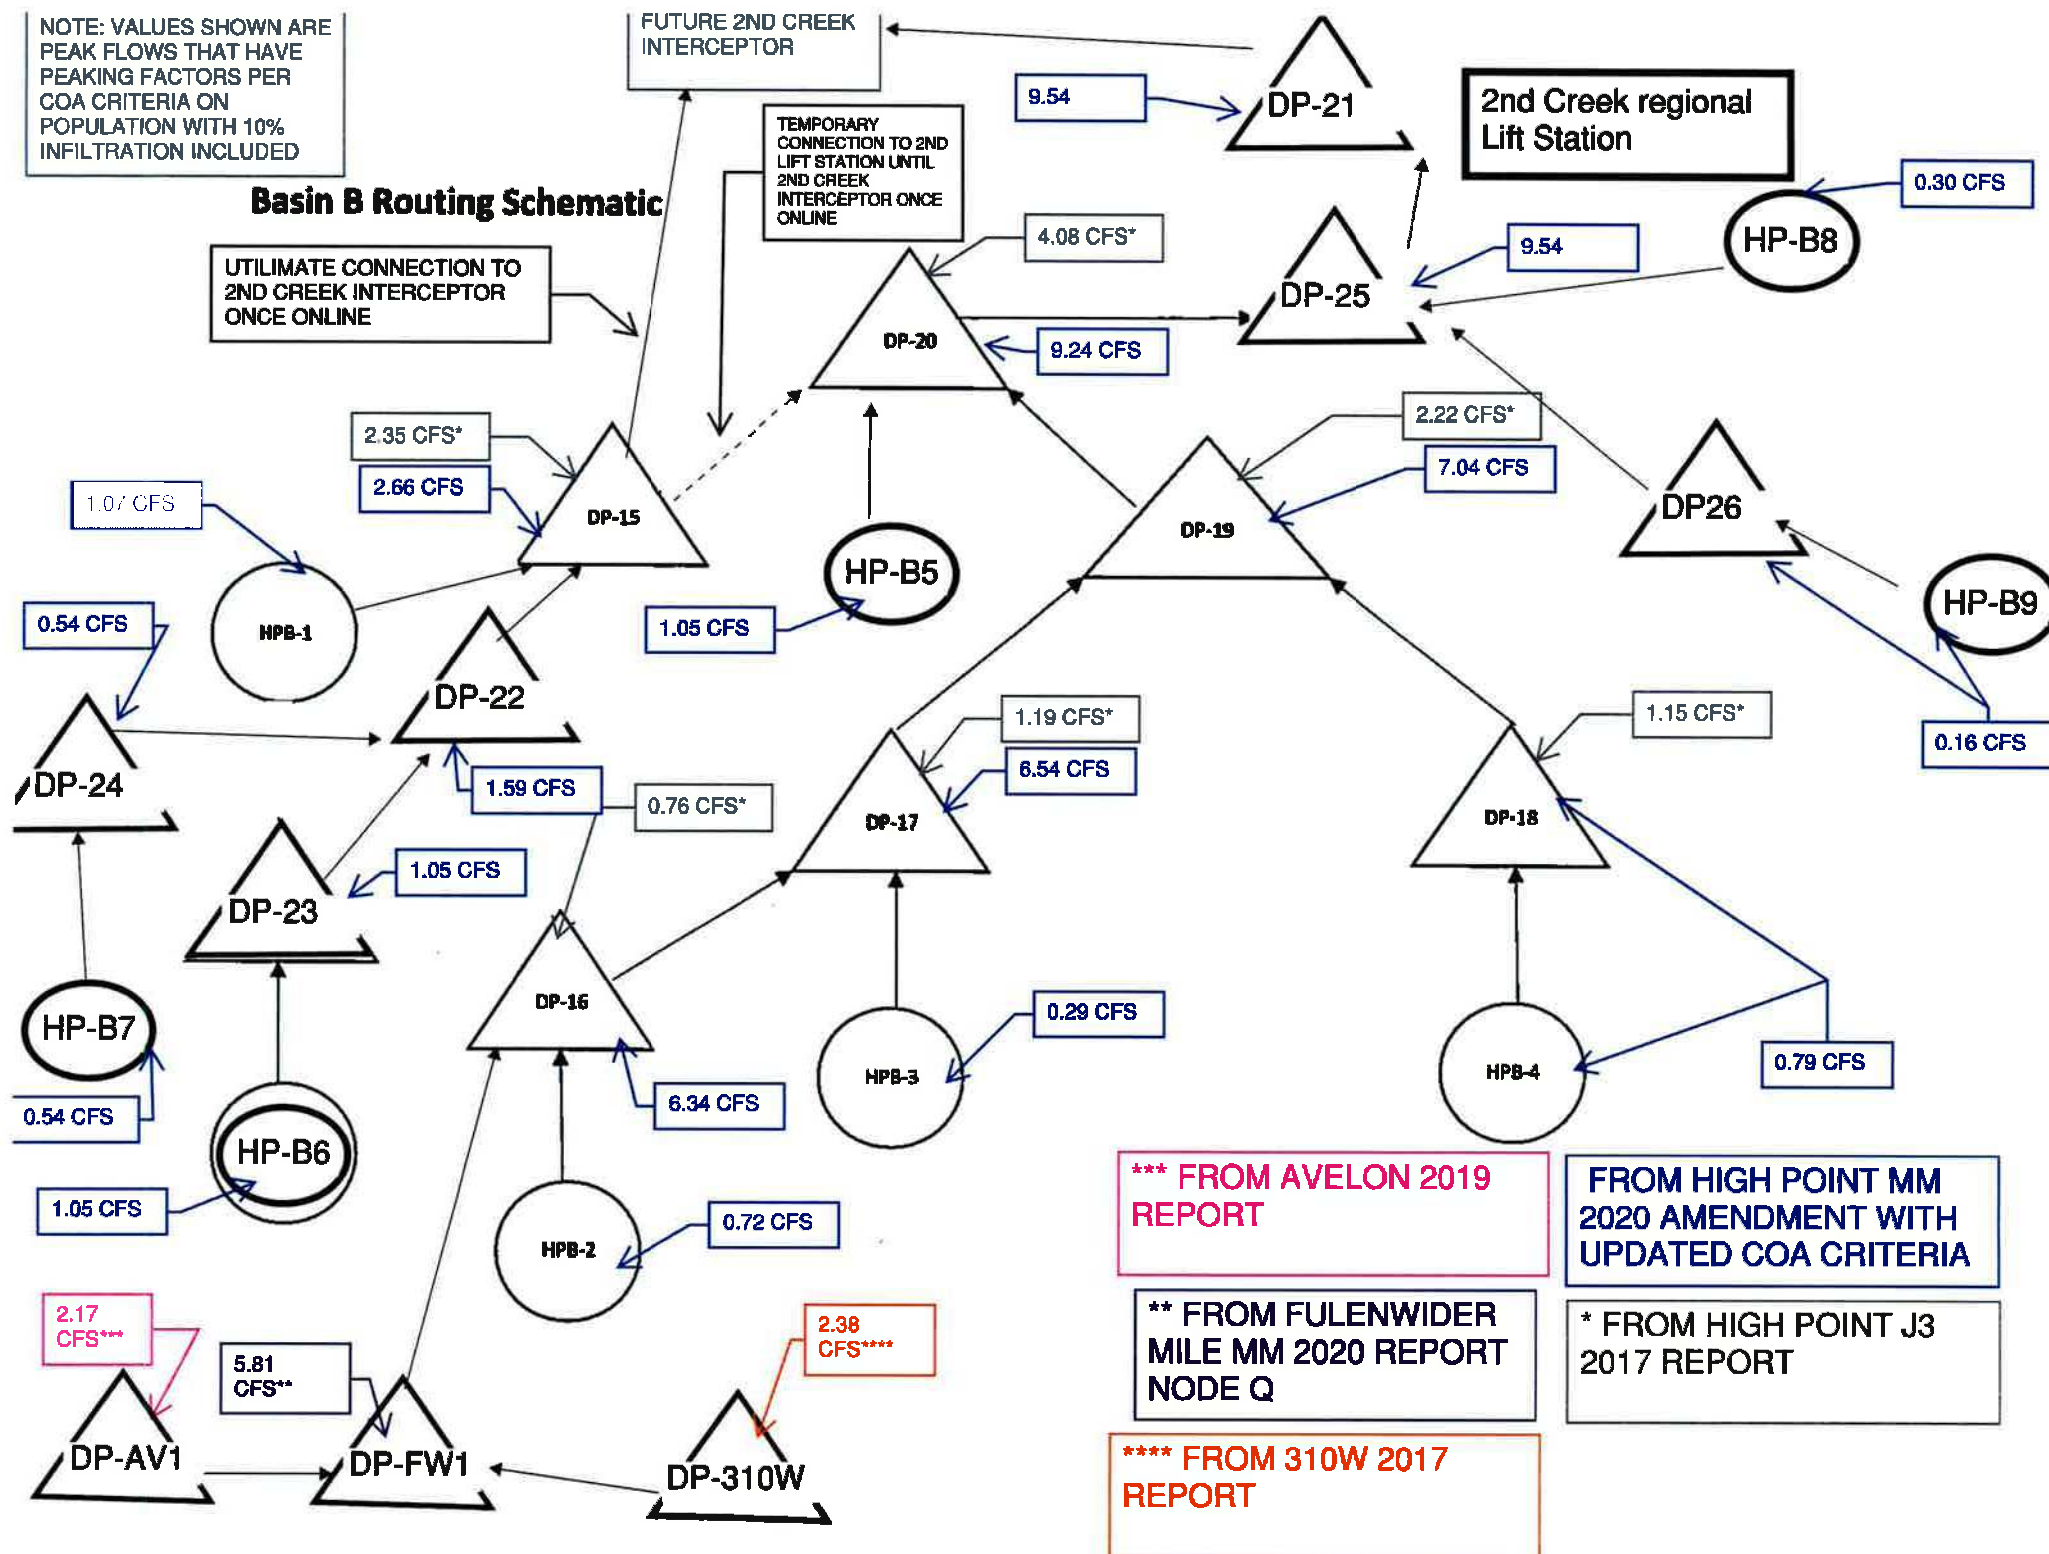 NOTE: VALUES SHOWN ARE
PEAK FLOWS THAT HAVE
PEAKING FACTORS PER
COA CRITERIA ON
POPULATION WITH 10%
INFILTRATION INCLUDED
FUTURE 2ND CREEK
INTERCEPTOR
9.54
DP-21
2nd Creek regional
Lift Station
TEMPORARY
CONNECTION TO 2ND
LIFT STATION UNTIL
2ND CREEK
INTERCEPTOR ONCE
ONLINE
0.30 CFS
Basin B Routing Schematic
4.08 CFS*
9.54
HP-B8
UTILIMATE CONNECTION TO
2ND CREEK INTERCEPTOR
ONCE ONLINE
DP-25
DP-20
9.24 CFS
2.35 CFS*
2.22 CFS*
2.66 CFS
7.04 CFS
1.07 CFS
DP-15
DP-19
DP26
HP-B5
HP-B9
0.54 CFS
HPB-1
1.05 CFS
DP-22
1.19 CFS*
1.15 CFS*
0.16 CFS
DP-24
1.59 CFS
0.76 CFS*
6.54 CFS
DP-17
DP-18
1.05 CFS
DP-23
DP-16
0.29 CFS
HP-B7
HPB-3
HPB-4
0.79 CFS
0.54 CFS
6.34 CFS
HP-B6
1.05 CFS
0.72 CFS
HPB-2
*** FROM AVELON 2019
REPORT
FROM HIGH POINT MM
2020 AMENDMENT WITH
UPDATED COA CRITERIA
2.17
CFS***
2.38
CFS****
** FROM FULENWIDER
MILE MM 2020 REPORT
NODE Q
* FROM HIGH POINT J3
2017 REPORT
5.81
CFS**
DP-AV1
DP-FW1
DP-310W
**** FROM 310W 2017
REPORT